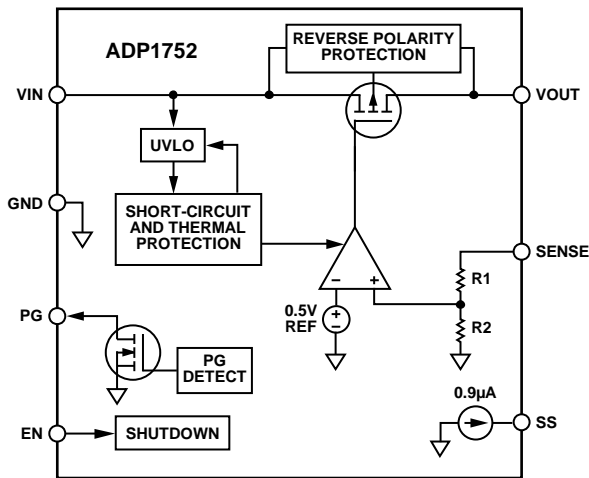 ADP1752
REVERSE POLARITY
PROTECTION
VIN
VOUT
UVLO
GND
SHORT-CIRCUIT
AND THERMAL
PROTECTION
SENSE
R1
– +
PG
0.5V
REF
+
–
R2
PG
DETECT
0.9µA
SS
EN
SHUTDOWN